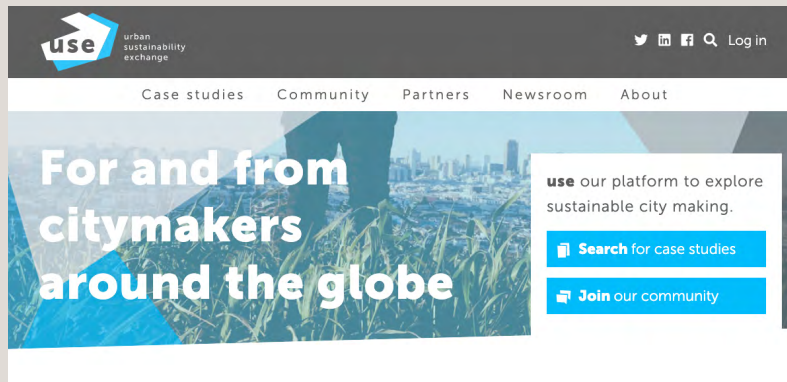 use
urban
sustainability
exchange
Log in
Case studies Community Partners Newsroom About
For and from
citymakers
around the globe
use our platform to explore
sustainable city making.
Search for case studies
Join our community